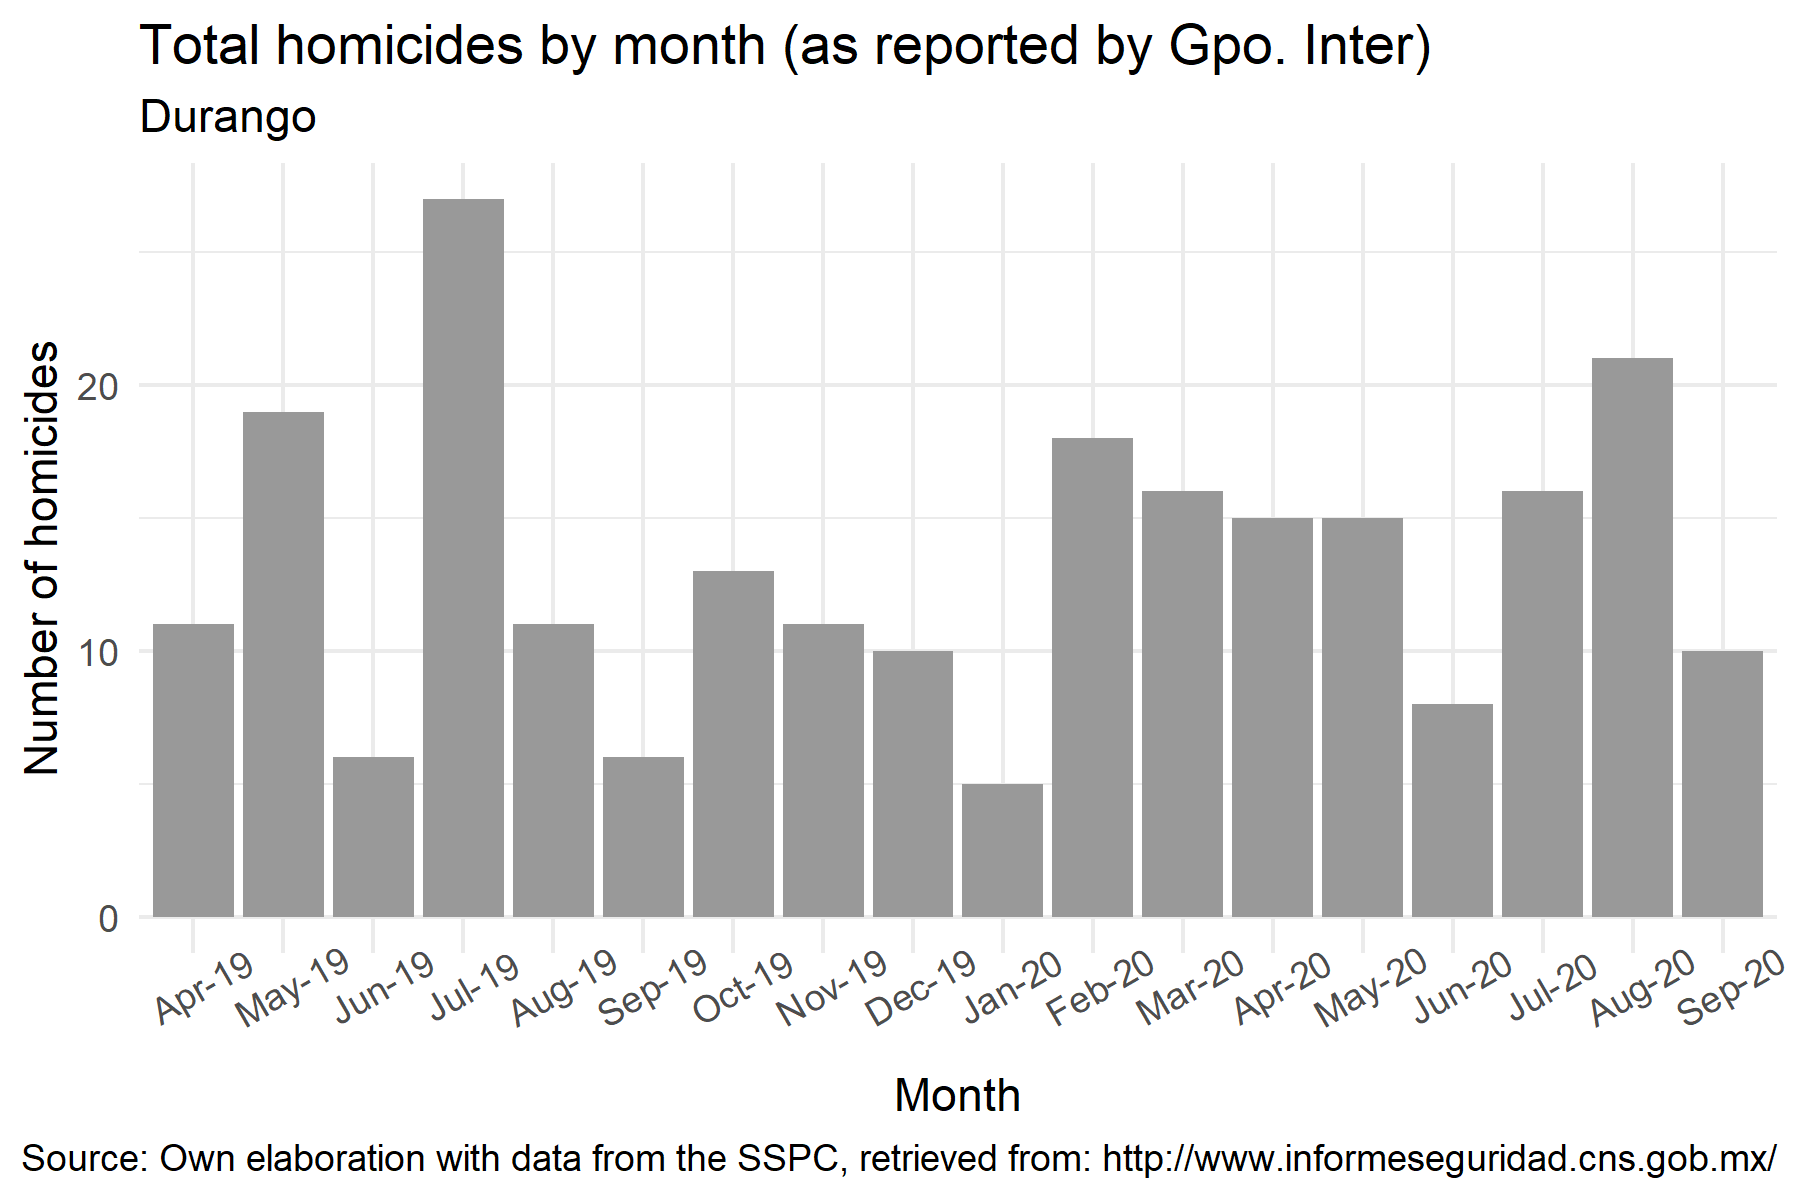 Total homicides by month (as reported by Gpo. Inter)
Durango
Number of homicides
20
10
0
Apr-19
May-19
Jun-19
Jul-19
Aug-19
Sep-19
Oct-19
Nov-19
Dec-19
Jan-20
Feb-20
Mar-20
Apr-20
May-20
Jun-20
Jul-20
Aug-20
Sep-20
Month
Source: Own elaboration with data from the SSPC, retrieved from: http://www.informeseguridad.cns.gob.mx/